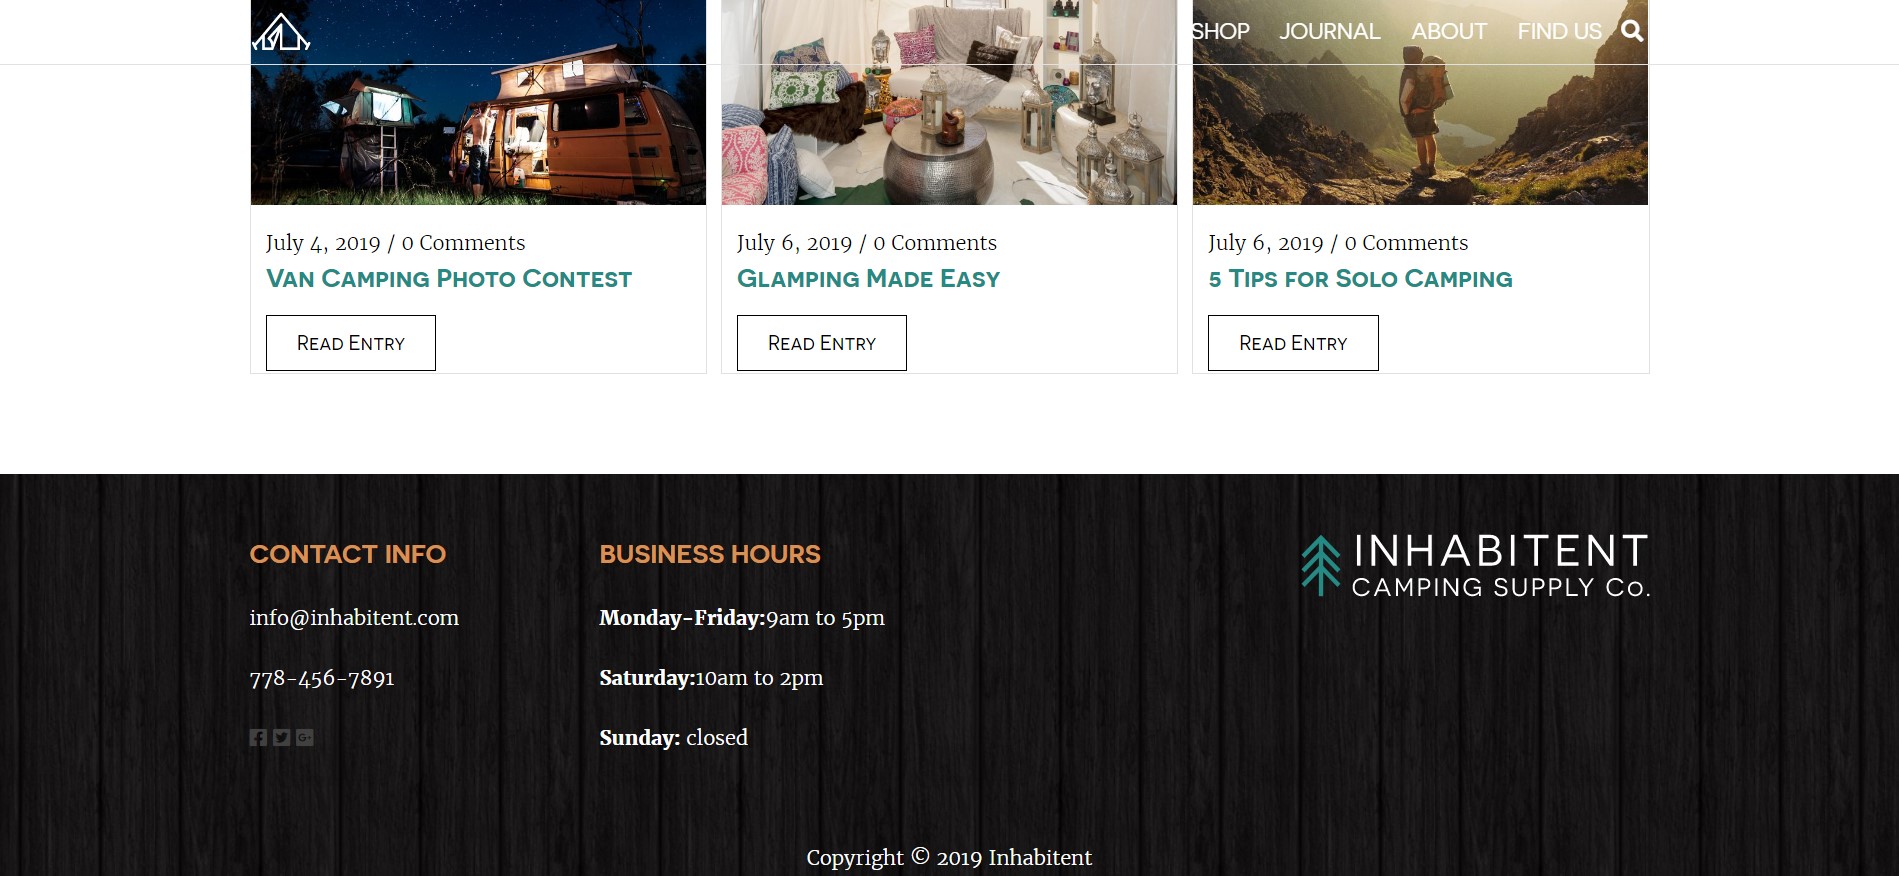 SHOP JOURNAL ABOUT FIND US
July 4, 2019 / 0 Comments
Van Camping Photo Contest
Read Entry
July 6, 2019 / 0 Comments
Glamping Made Easy
Read Entry
July 6, 2019 / 0 Comments
5 Tips for Solo Camping
Read Entry
CONTACT INFO
info@inhabitent.com
778-456-7891
BUSINESS HOURS
Monday-Friday:9am to 5pm
Saturday:10am to 2pm
Sunday: closed
INHABITENT
CAMPING SUPPLY Co.
Copyright © 2019 Inhabitent